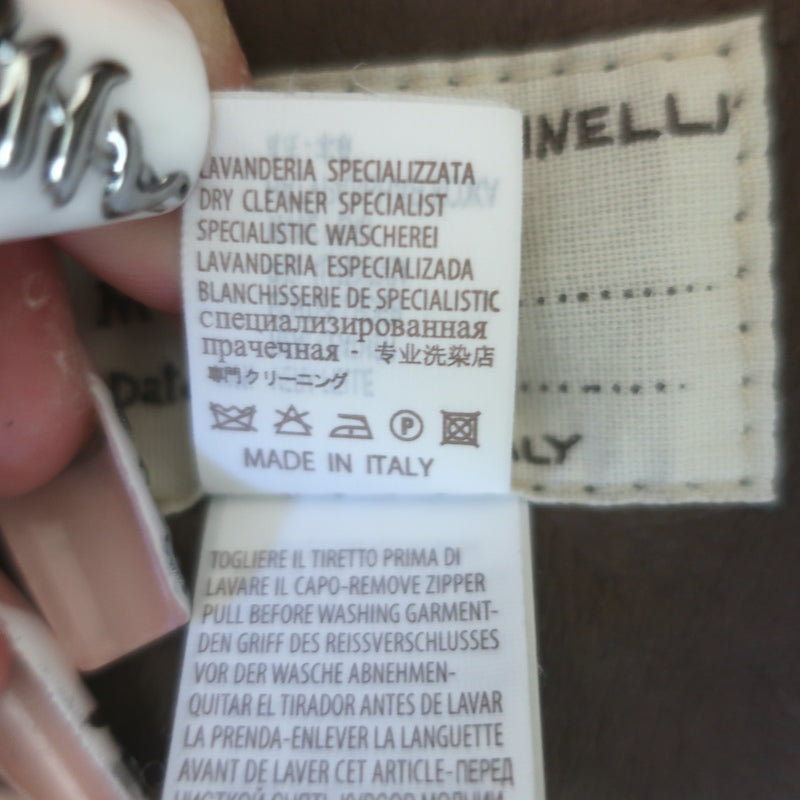 INELLI
LAVANDERIA SPECIALIZZATA
DRY CLEANER SPECIALIST
SPECIALISTIC WASCHEREI
LAVANDERIA ESPECIALIZADA
BLANCHISSERIE DE SPECIALISTIC
специализированная
прачечная - 专业洗染店
専門クリーニング
P
MADE IN ITALY
LY
TOGLIERE IL TIRETTO PRIMA DI
LAVARE IL CAPO-REMOVE ZIPPER
PULL BEFORE WASHING GARMENT-
DEN GRIFF DES REISSVERSCHLUSSES
VOR DER WASCHE ABNEHMEN-
QUITAR EL TIRADOR ANTES DE LAVAR
LA PRENDA-ENLEVER LA LANGUETTE
AVANT DE LAVER CET ARTICLE-ПЕРЕД